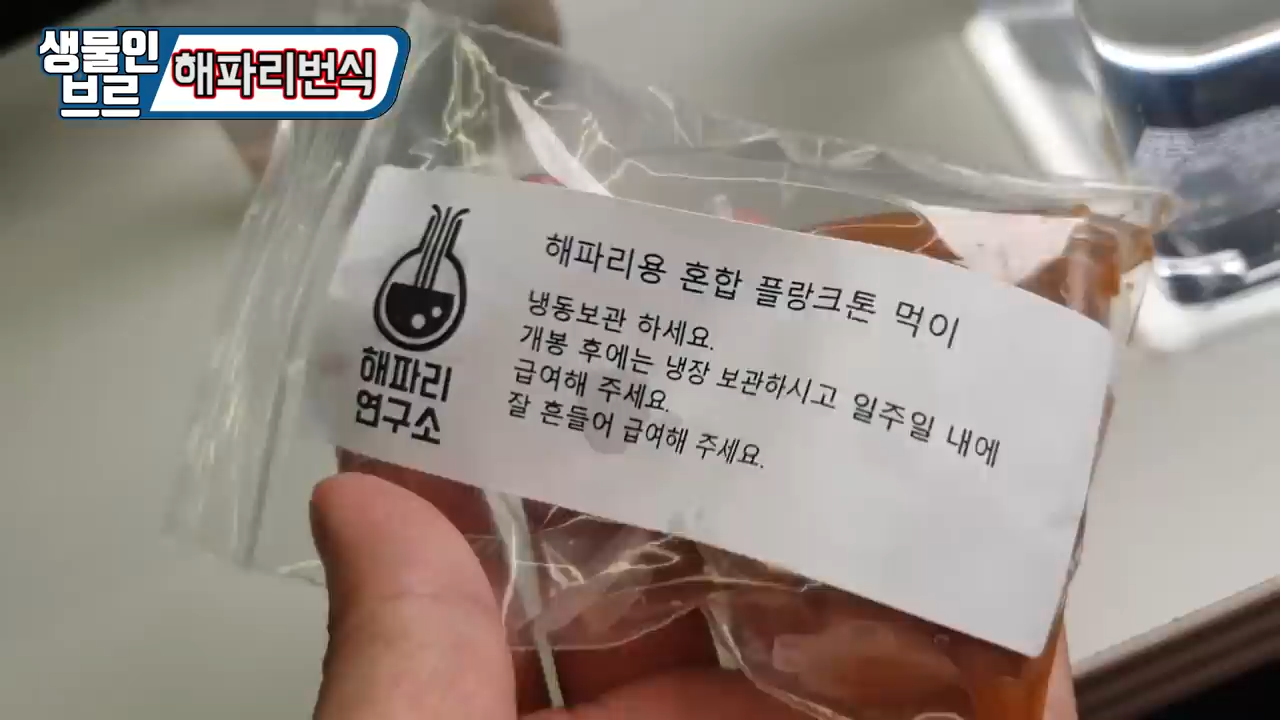 생물인
브르
해파리번식
해파리용 혼합 플랑크톤 먹이
냉동보관 하세요.
개봉 후에는 냉장 보관하시고 일주일 내에
급여해 주세요.
잘 흔들어 급여해 주세요.
해파리
연구소